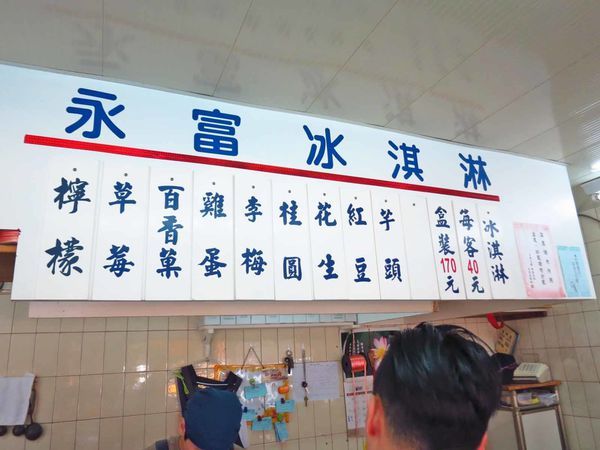 永富冰淇淋
冰淇淋
每客40元
盒裝170元
芋頭
紅豆
花生
桂圓
李梅
雞蛋
百香菓
草莓
檸檬